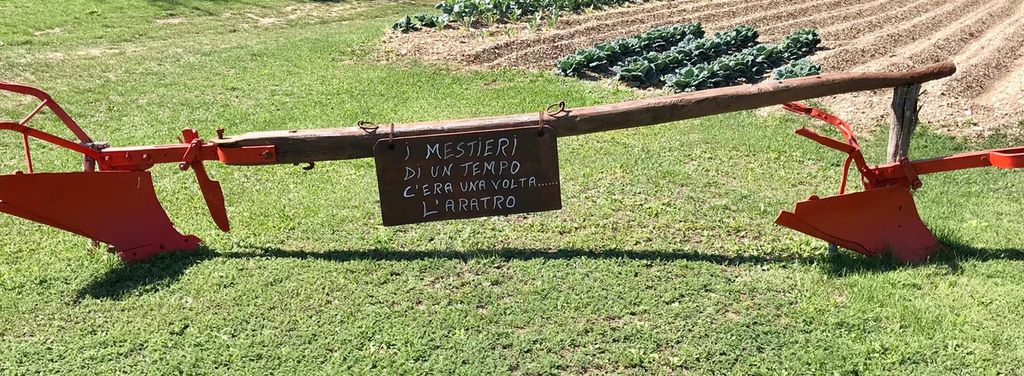 i MESTIERI
DI UN TEMPO
C'ERA UNA VOLTA......
L'ARATRO